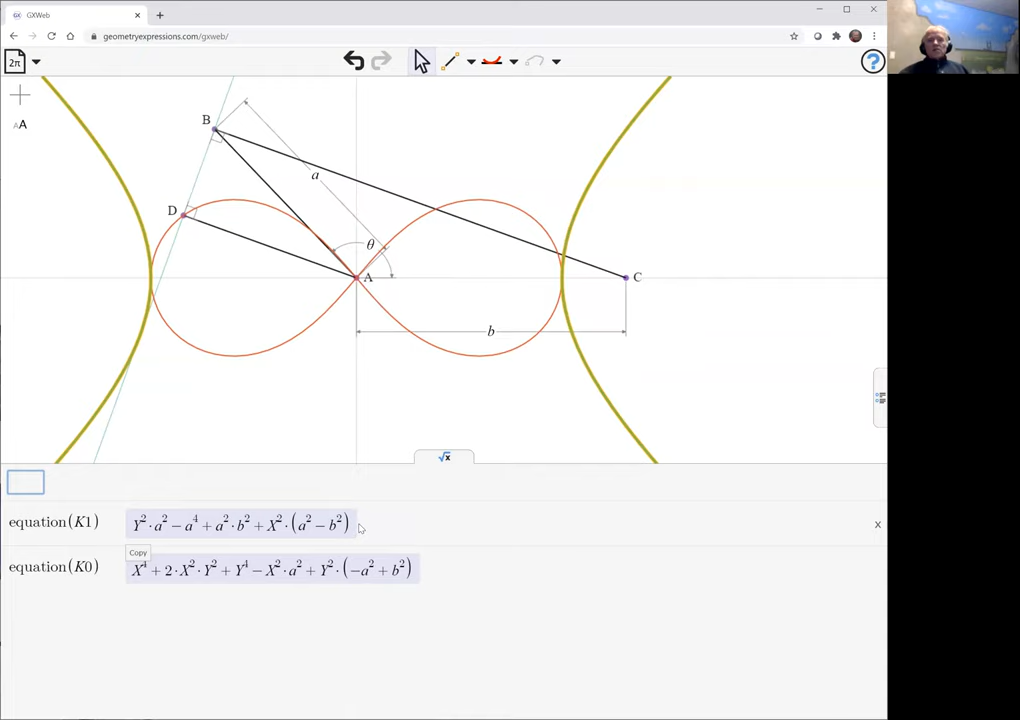 GXWeb
geometryexpressions.com/gxweb/
2π
?
AA
B
a
D
θ
A
C
b
√x
equation(K1) Y²·a²−a⁴+a²·b²+X²·(a²−b²)
Copy
equation(K0) X⁴+2·X²·Y²+Y⁴−X²·a²+Y²·(−a²+b²)